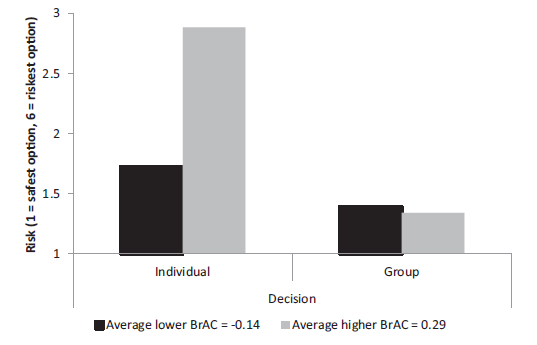 Risk (1 = safest option, 6 = riskest option)
3
2.5
2
1.5
1
Individual
Group
Decision
Average lower BrAC = -0.14
Average higher BrAC = 0.29